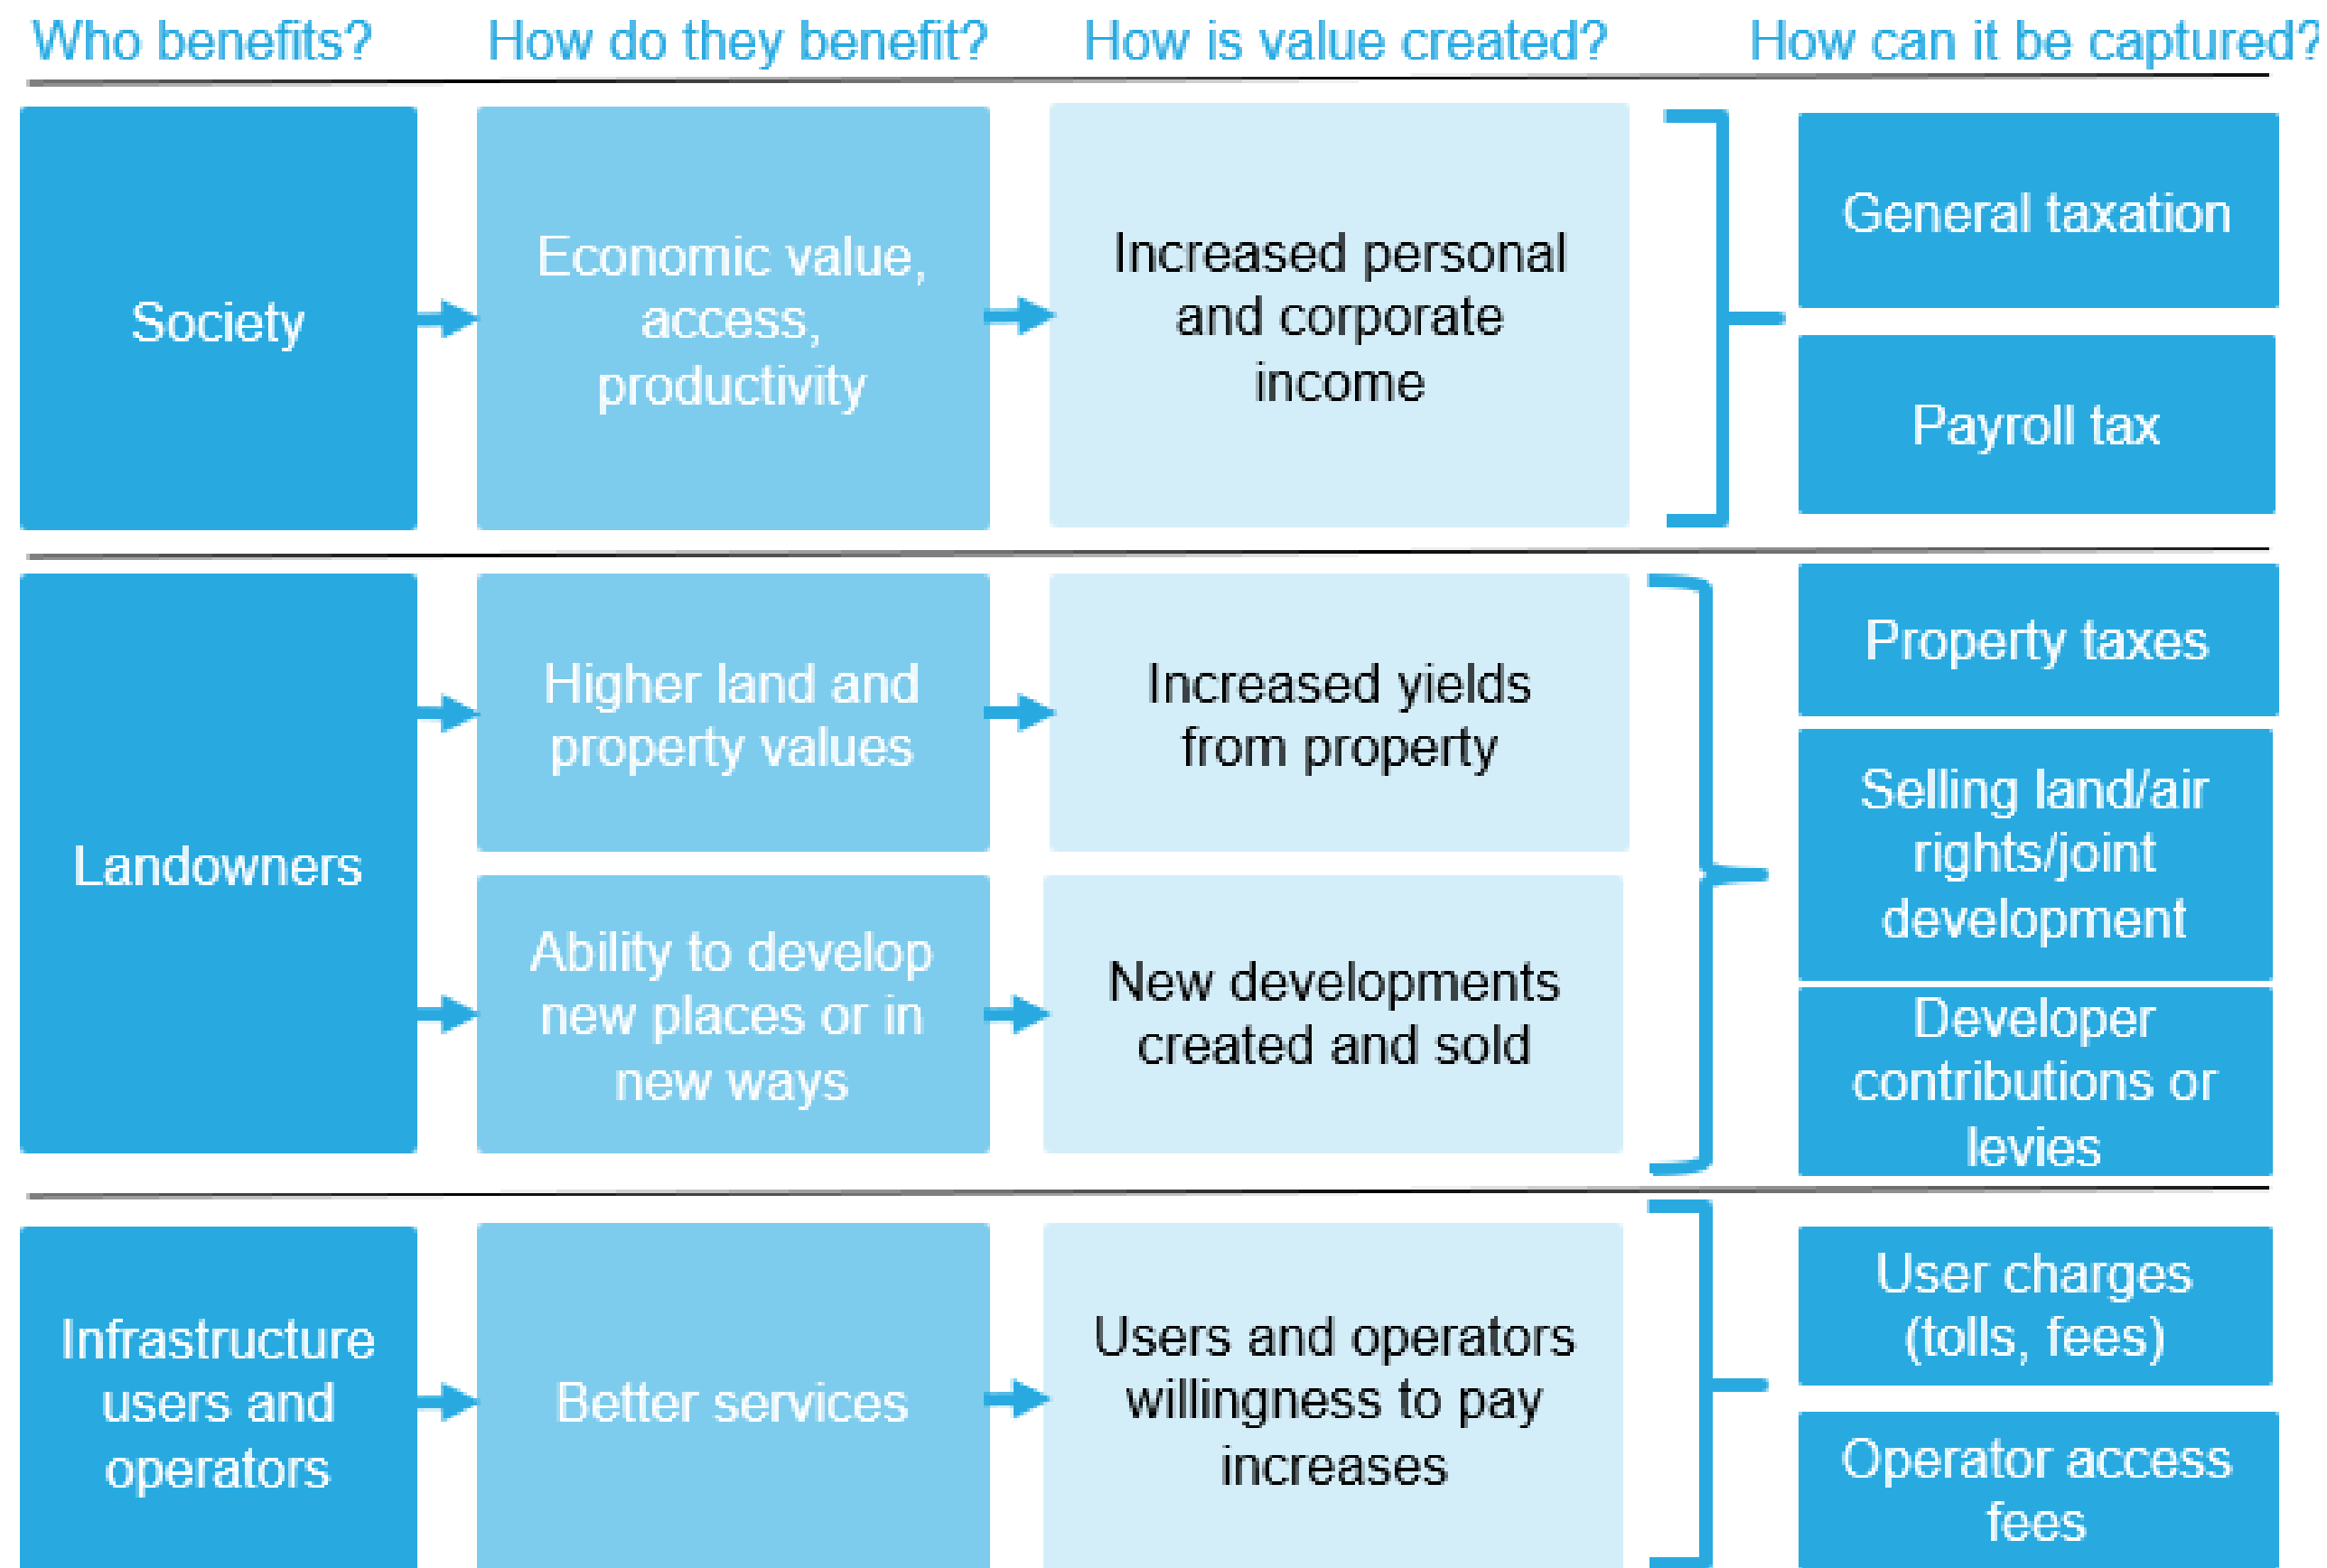 Who benefits?
How do they benefit?
How is value created?
How can it be captured?
Society
Economic value,
access,
productivity
Increased personal
and corporate
income
General taxation
Payroll tax
Landowners
Higher land and
property values
Increased yields
from property
Ability to develop
new places or in
new ways
New developments
created and sold
Property taxes
Selling land/air
rights/joint
development
Developer
contributions or
levies
Infrastructure
users and
operators
Better services
Users and operators
willingness to pay
increases
User charges
(tolls, fees)
Operator access
fees